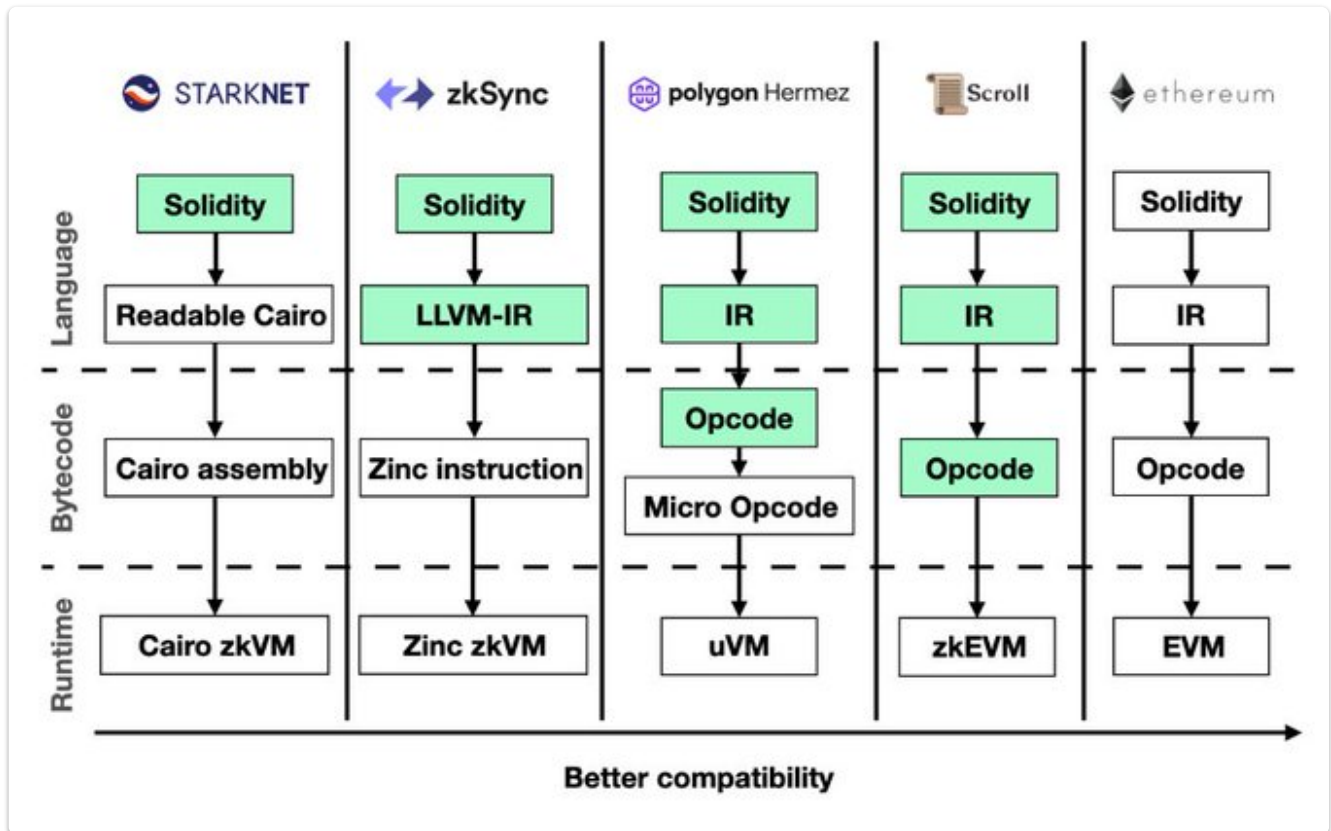 STARKNET
zkSync
polygon Hermez
Scroll
ethereum
Language
Solidity
Solidity
Solidity
Solidity
Solidity
Readable Cairo
LLVM-IR
IR
IR
IR
Bytecode
Opcode
Cairo assembly
Zinc instruction
Micro Opcode
Opcode
Opcode
Runtime
Cairo zkVM
Zinc zkVM
uVM
zkEVM
EVM
Better compatibility